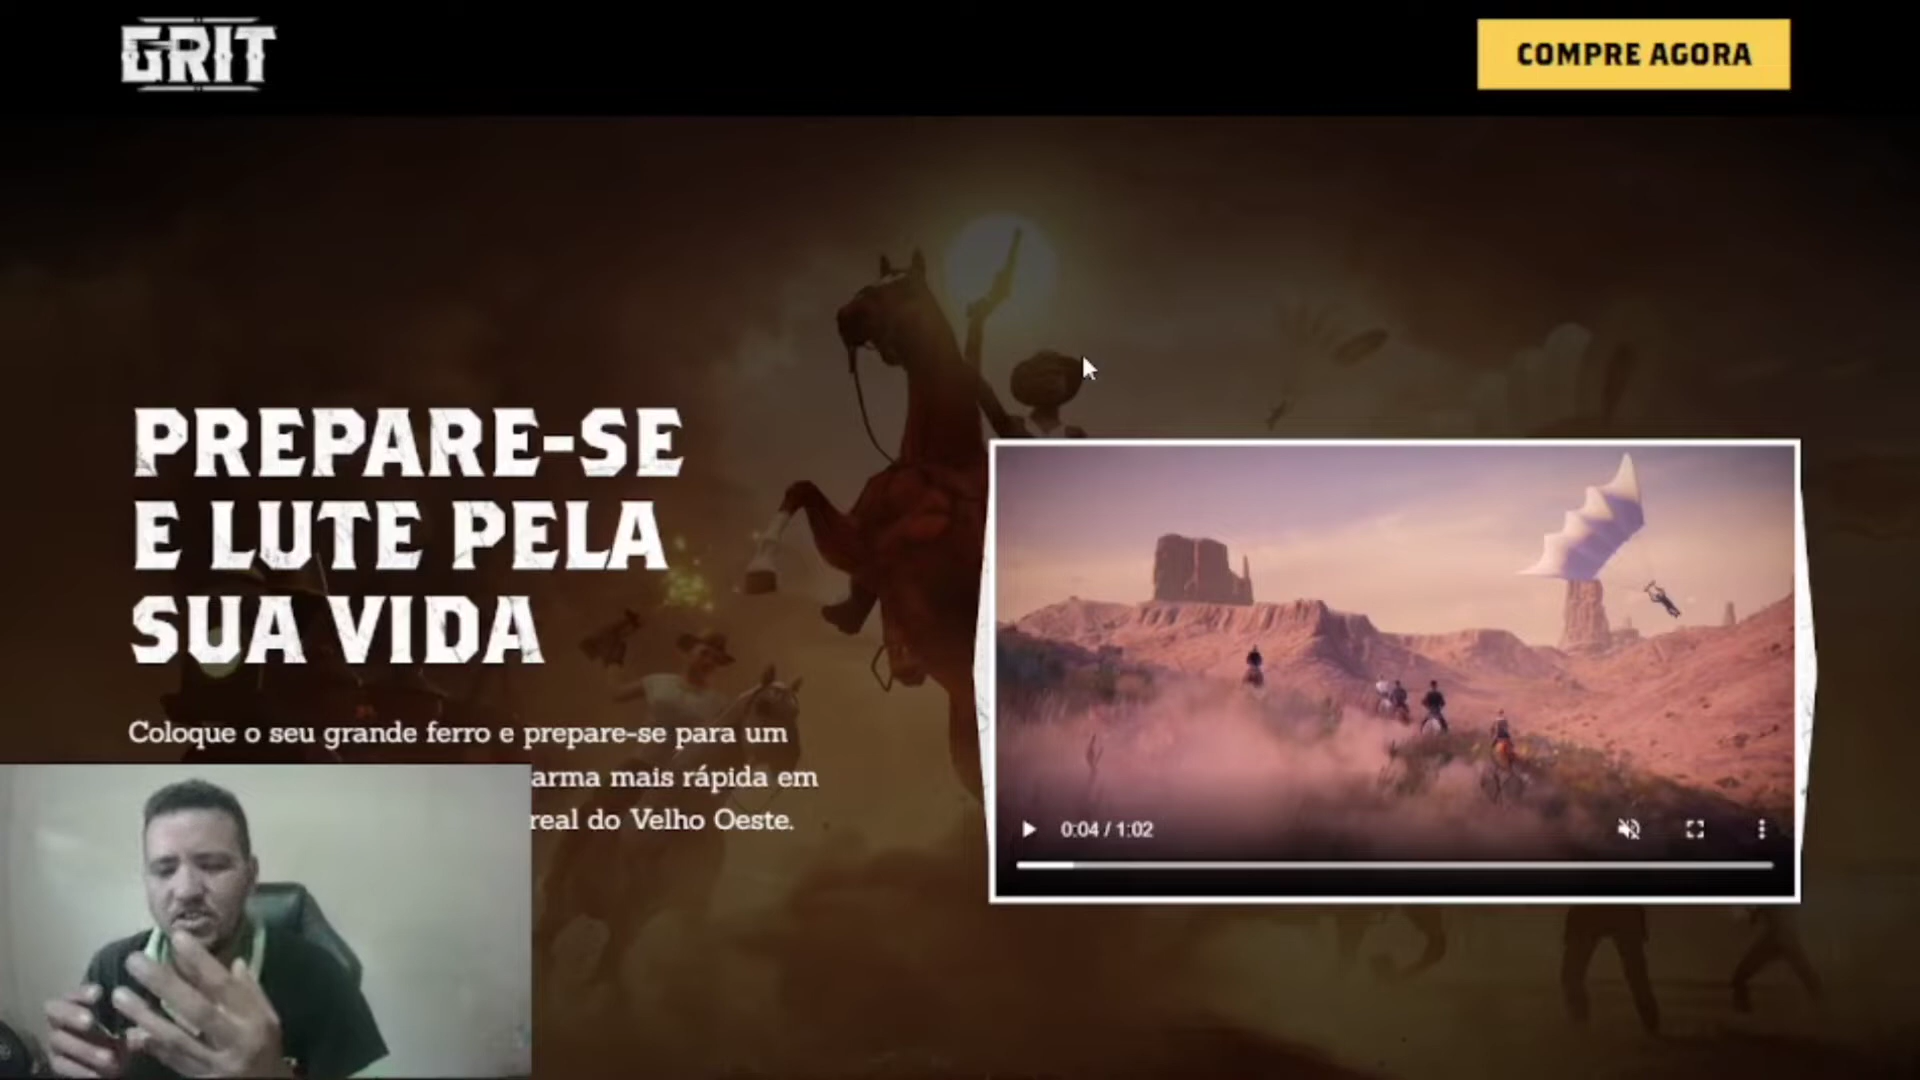 GRIT
COMPRE AGORA
PREPARE-SE
E LUTE PELA
SUA VIDA
Coloque o seu grande ferro e prepare-se para um
arma mais rápida em
real do Velho Oeste.
0:04 / 1:02